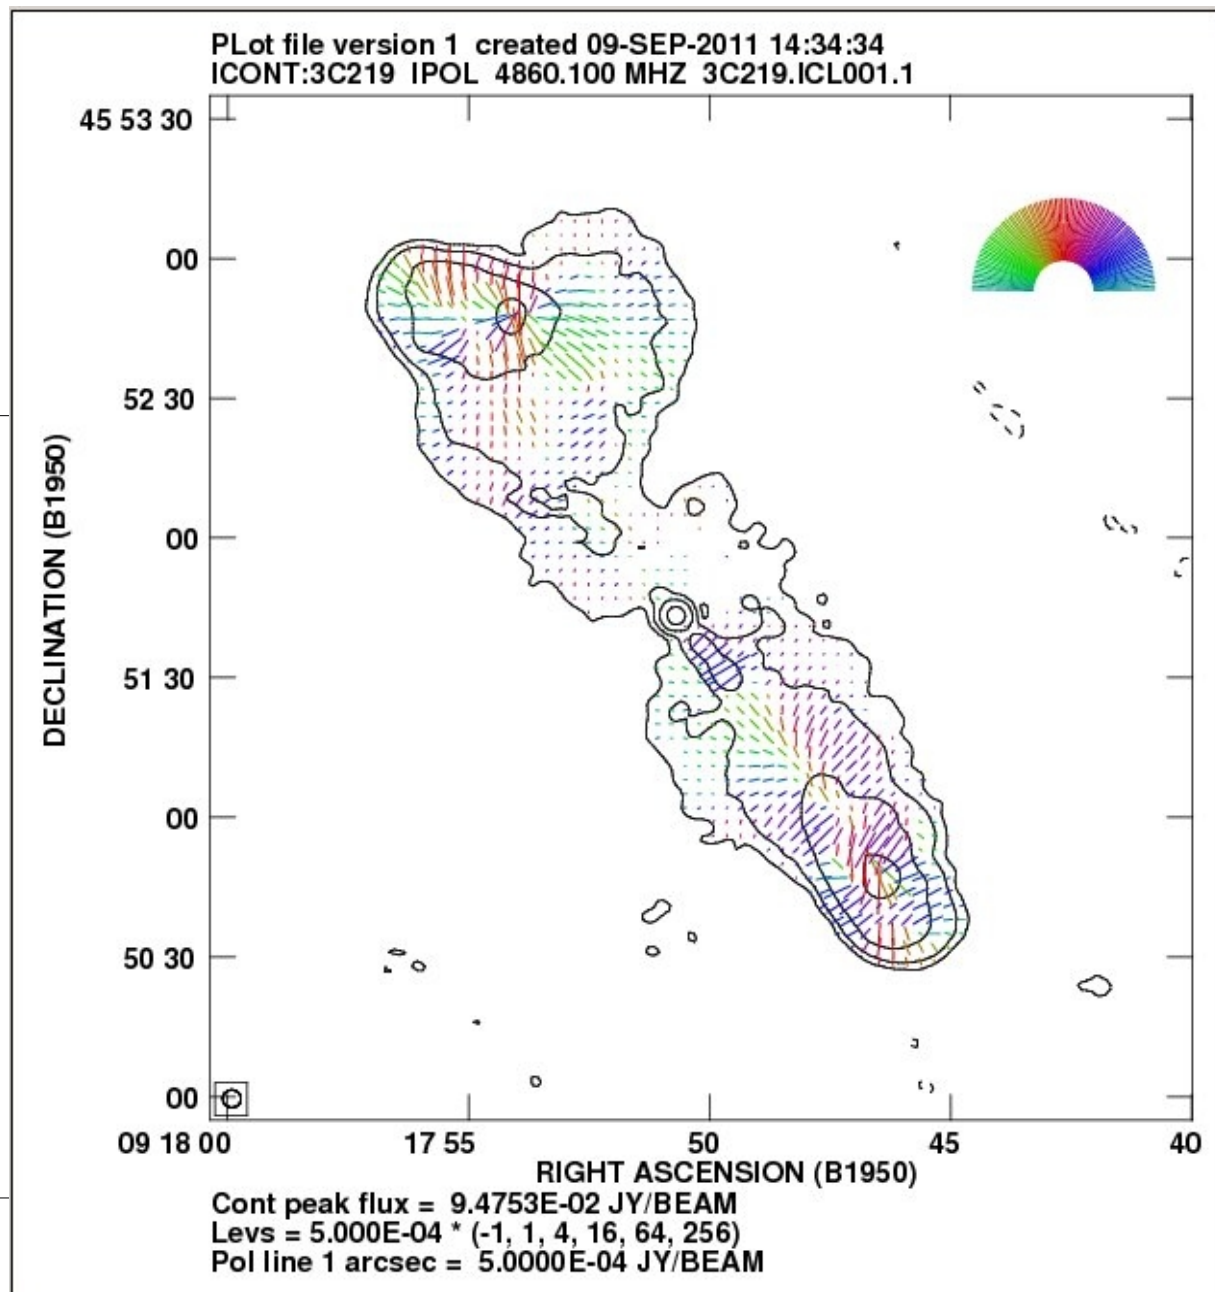 PLot file version 1 created 09-SEP-2011 14:34:34
ICONT:3C219 IPOL 4860.100 MHZ 3C219.ICL001.1
45 53 30
00
52 30
00
51 30
00
50 30
00
DECLINATION (B1950)
09 18 00 17 55 50 45 40
RIGHT ASCENSION (B1950)
Cont peak flux = 9.4753E-02 JY/BEAM
Levs = 5.000E-04 * (-1, 1, 4, 16, 64, 256)
Pol line 1 arcsec = 5.0000E-04 JY/BEAM